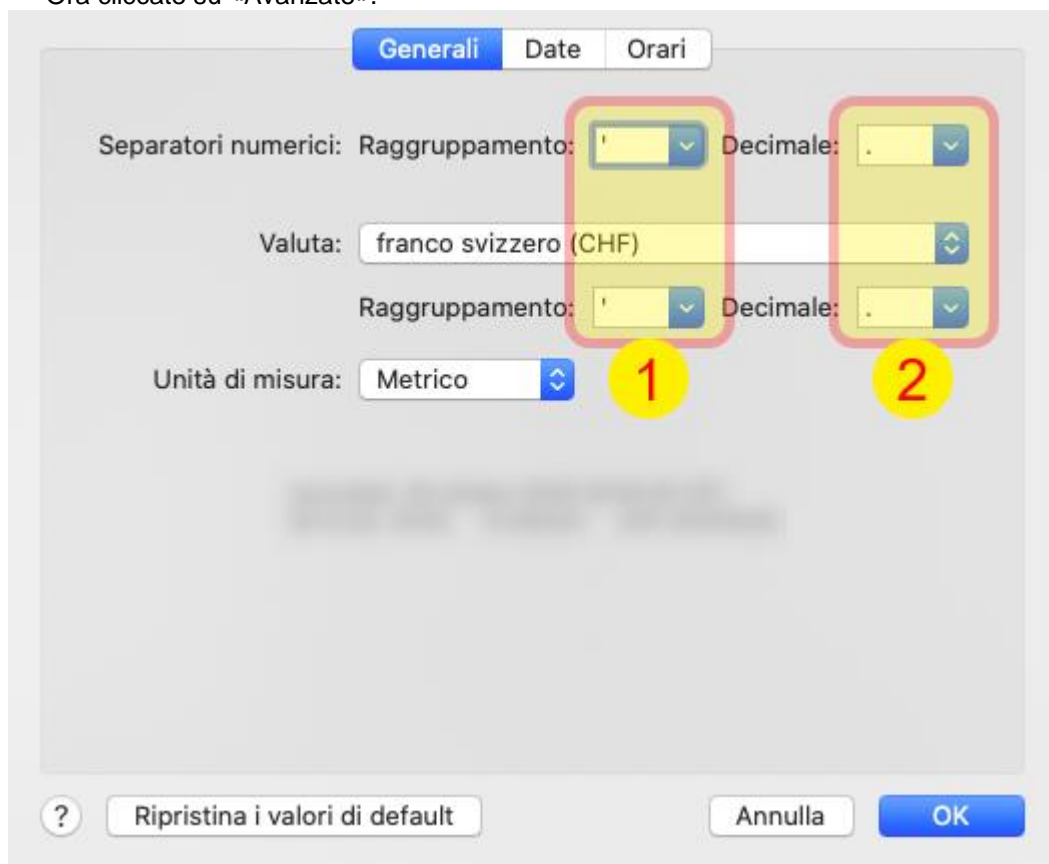 Generali Date Orari
Separatori numerici: Raggruppamento: ' Decimale: .
Valuta: franco svizzero (CHF)
Raggruppamento: ' Decimale: .
1 2
Unità di misura: Metrico
? Ripristina i valori di default Annulla OK